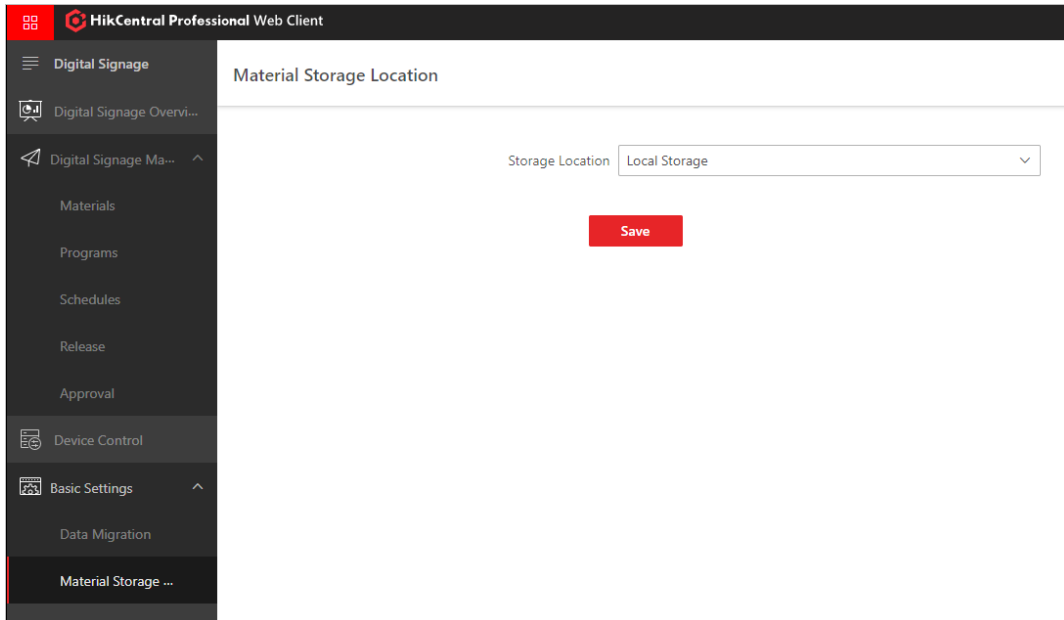 HikCentral Professional Web Client
Digital Signage
Digital Signage Overvi...
Digital Signage Ma...
Materials
Programs
Schedules
Release
Approval
Device Control
Basic Settings
Data Migration
Material Storage ...
Material Storage Location
Storage Location Local Storage
Save